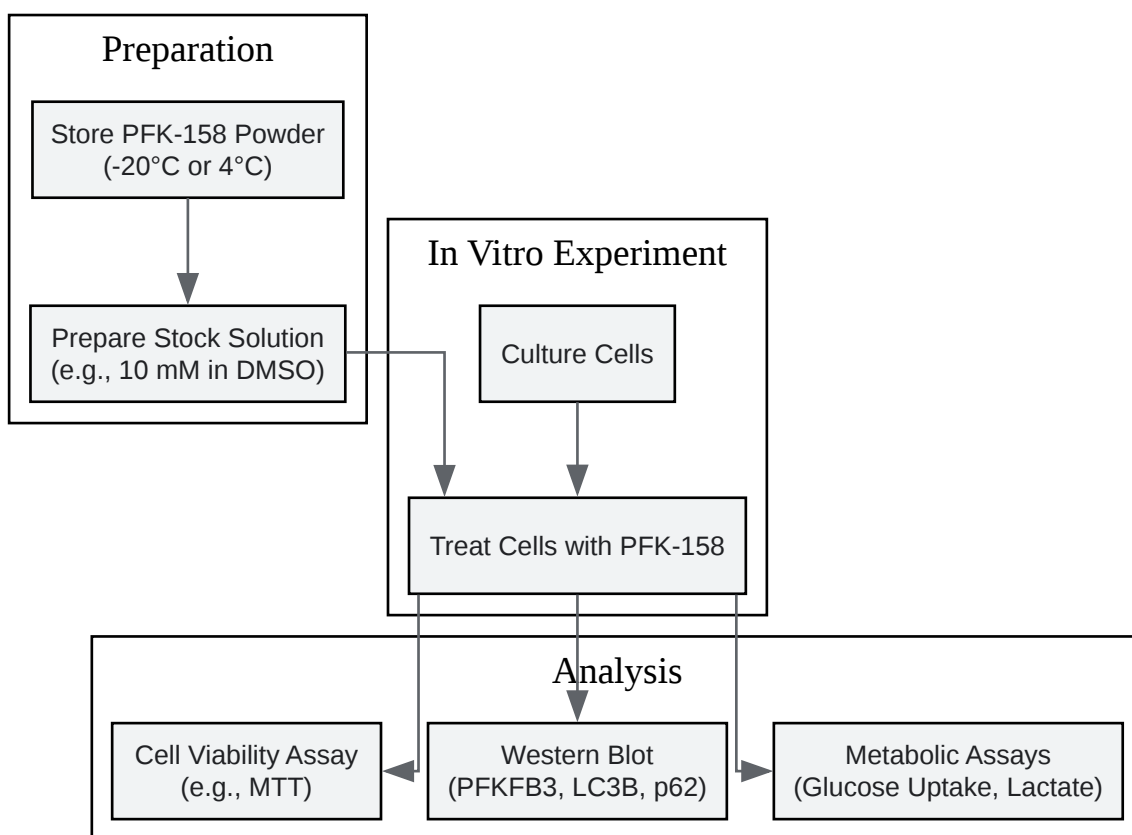 Preparation
Store PFK-158 Powder
(-20°C or 4°C)
Prepare Stock Solution
(e.g., 10 mM in DMSO)
In Vitro Experiment
Culture Cells
Treat Cells with PFK-158
Analysis
Cell Viability Assay
(e.g., MTT)
Western Blot
(PFKFB3, LC3B, p62)
Metabolic Assays
(Glucose Uptake, Lactate)